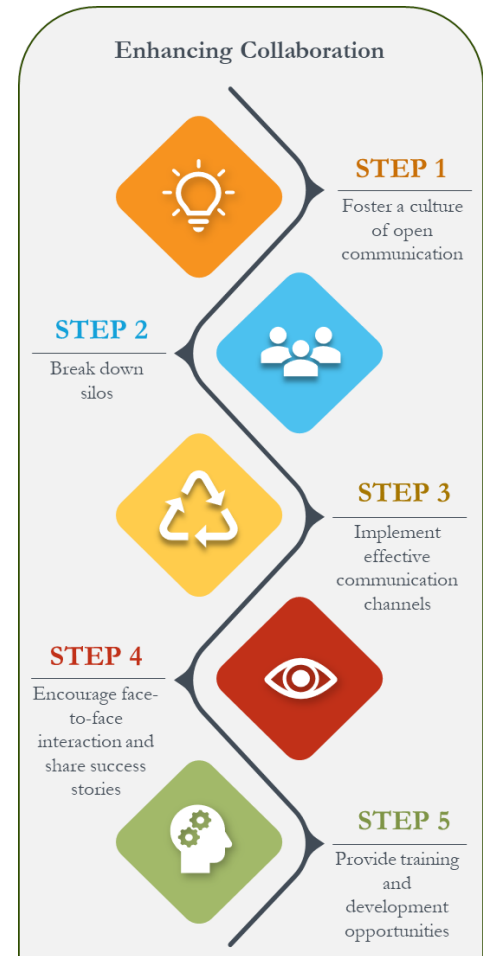 Enhancing Collaboration
STEP 1
Foster a culture
of open
communication
STEP 2
Break down
silos
STEP 3
Implement
effective
communication
channels
STEP 4
Encourage face-
to-face
interaction and
share success
stories
STEP 5
Provide training
and
development
opportunities